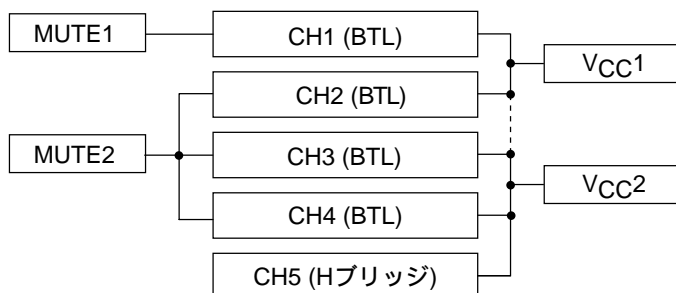 MUTE1
CH1 (BTL)
VCC1
CH2 (BTL)
MUTE2
CH3 (BTL)
VCC2
CH4 (BTL)
CH5 (Hブリッジ)